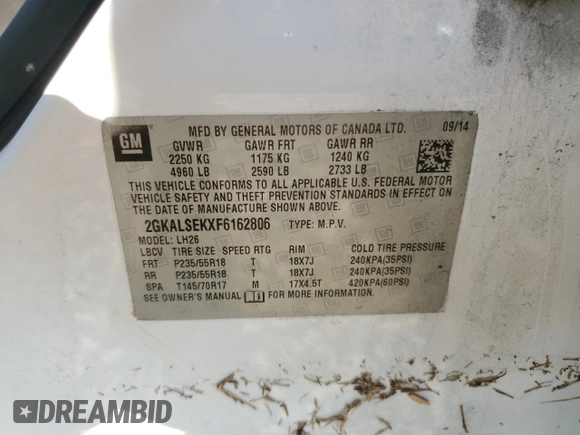 GM
MFD BY GENERAL MOTORS OF CANADA LTD. 09/14
GVWR GAWR FRT GAWR RR
2250 KG 1175 KG 1240 KG
4960 LB 2590 LB 2733 LB
THIS VEHICLE CONFORMS TO ALL APPLICABLE U.S. FEDERAL MOTOR
VEHICLE SAFETY AND THEFT PREVENTION STANDARDS IN EFFECT ON
THE DATE OF MANUFACTURE SHOWN ABOVE.
2GKALSEKXF6162806 TYPE: M.P.V.
MODEL: LH26
LBCV TIRE SIZE SPEED RTG RIM COLD TIRE PRESSURE
FRT P235/55R18 T 18X7J 240KPA(35PSI)
RR P235/55R18 T 18X7J 240KPA(35PSI)
SPA T145/70R17 M 17X4.5T 420KPA(60PSI)
SEE OWNER'S MANUAL FOR MORE INFORMATION.
DREAMBID